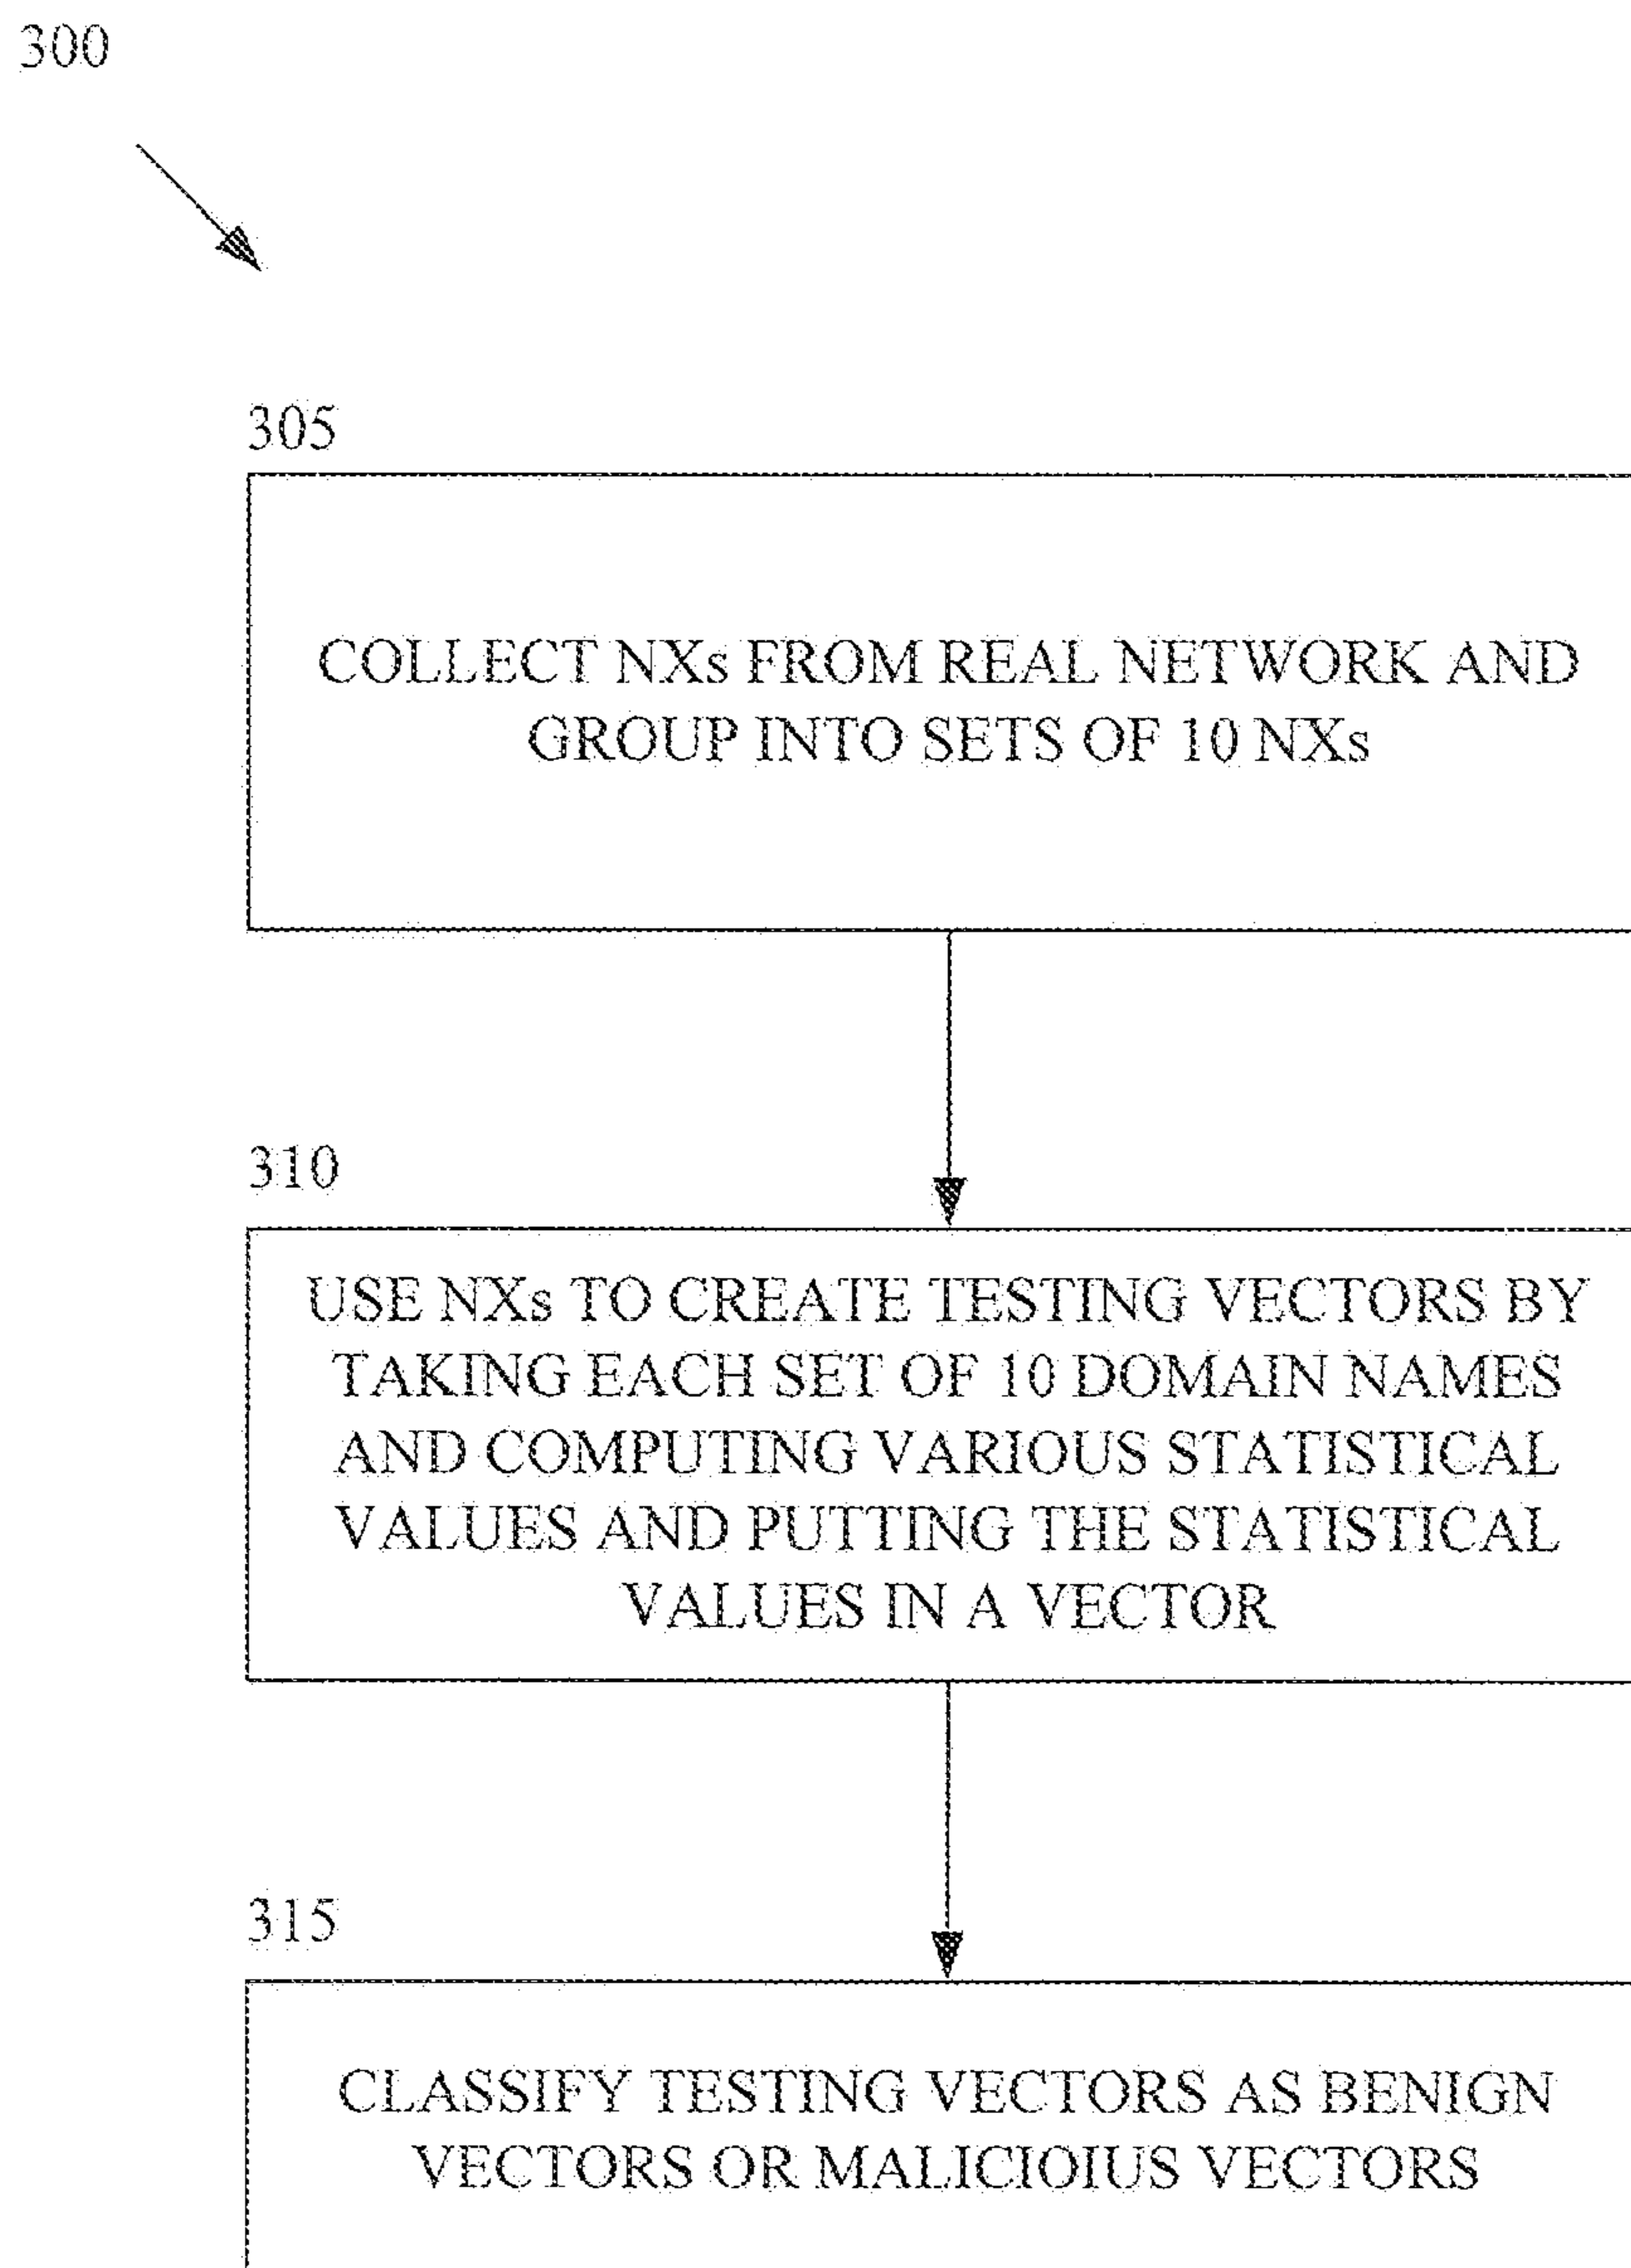 300
305
COLLECT NXs FROM REAL NETWORK AND
GROUP INTO SETS OF 10 NXs
310
USE NXs TO CREATE TESTING VECTORS BY
TAKING EACH SET OF 10 DOMAIN NAMES
AND COMPUTING VARIOUS STATISTICAL
VALUES AND PUTTING THE STATISTICAL
VALUES IN A VECTOR
315
CLASSIFY TESTING VECTORS AS BENIGN
VECTORS OR MALICIOIUS VECTORS